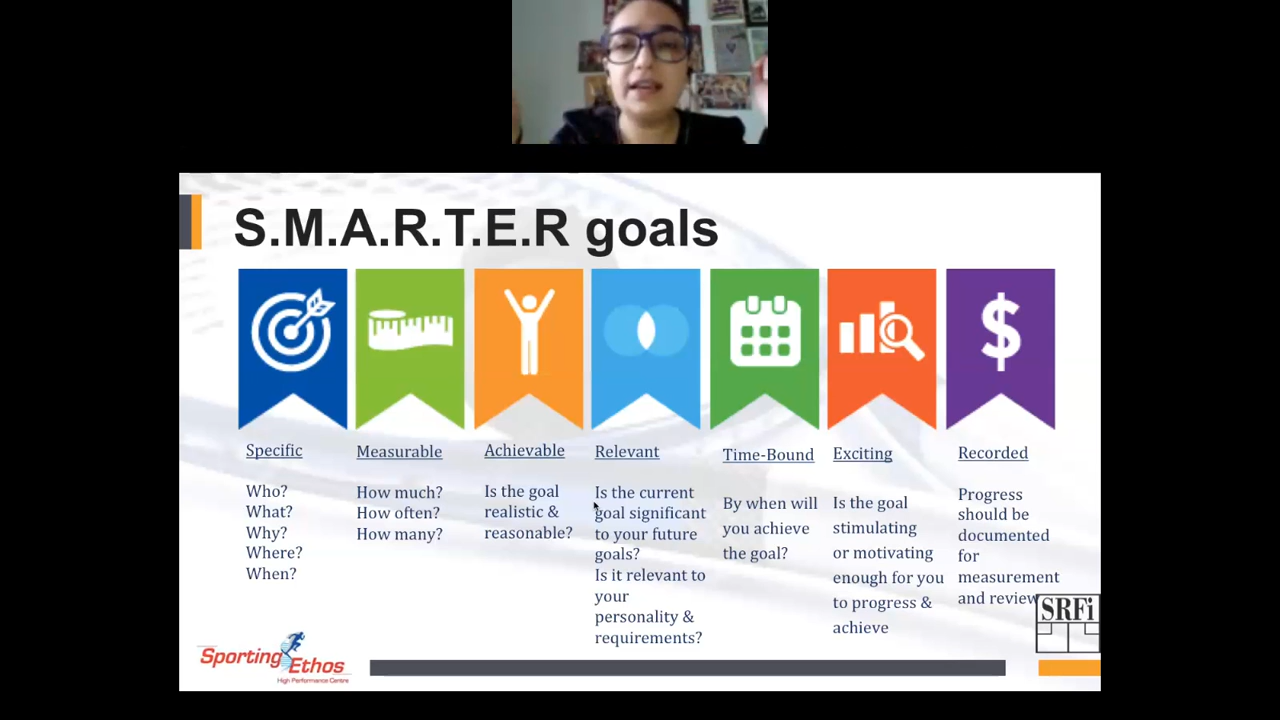 S.M.A.R.T.E.R goals
$
Specific
Who?
What?
Why?
Where?
When?
Measurable
How much?
How often?
How many?
Achievable
Is the goal
realistic &
reasonable?
Relevant
Is the current
goal significant
to your future
goals?
Is it relevant to
your
personality &
requirements?
Time-Bound
By when will
you achieve
the goal?
Exciting
Is the goal
stimulating
or motivating
enough for you
to progress &
achieve
Recorded
Progress
should be
documented
for
measurement
and review
SRFi
Sporting Ethos
High Performance Centre